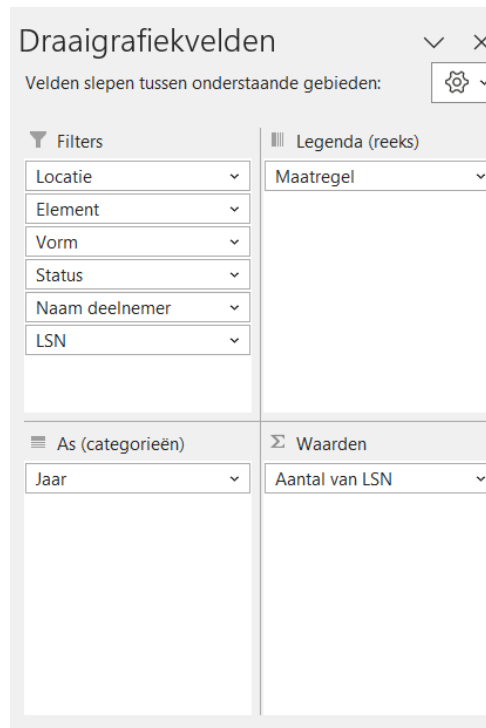 Draaigrafiekvelden
Velden slepen tussen onderstaande gebieden:
Filters
Locatie
Element
Vorm
Status
Naam deelnemer
LSN
Legenda (reeks)
Maatregel
As (categorieën)
Jaar
Σ Waarden
Aantal van LSN